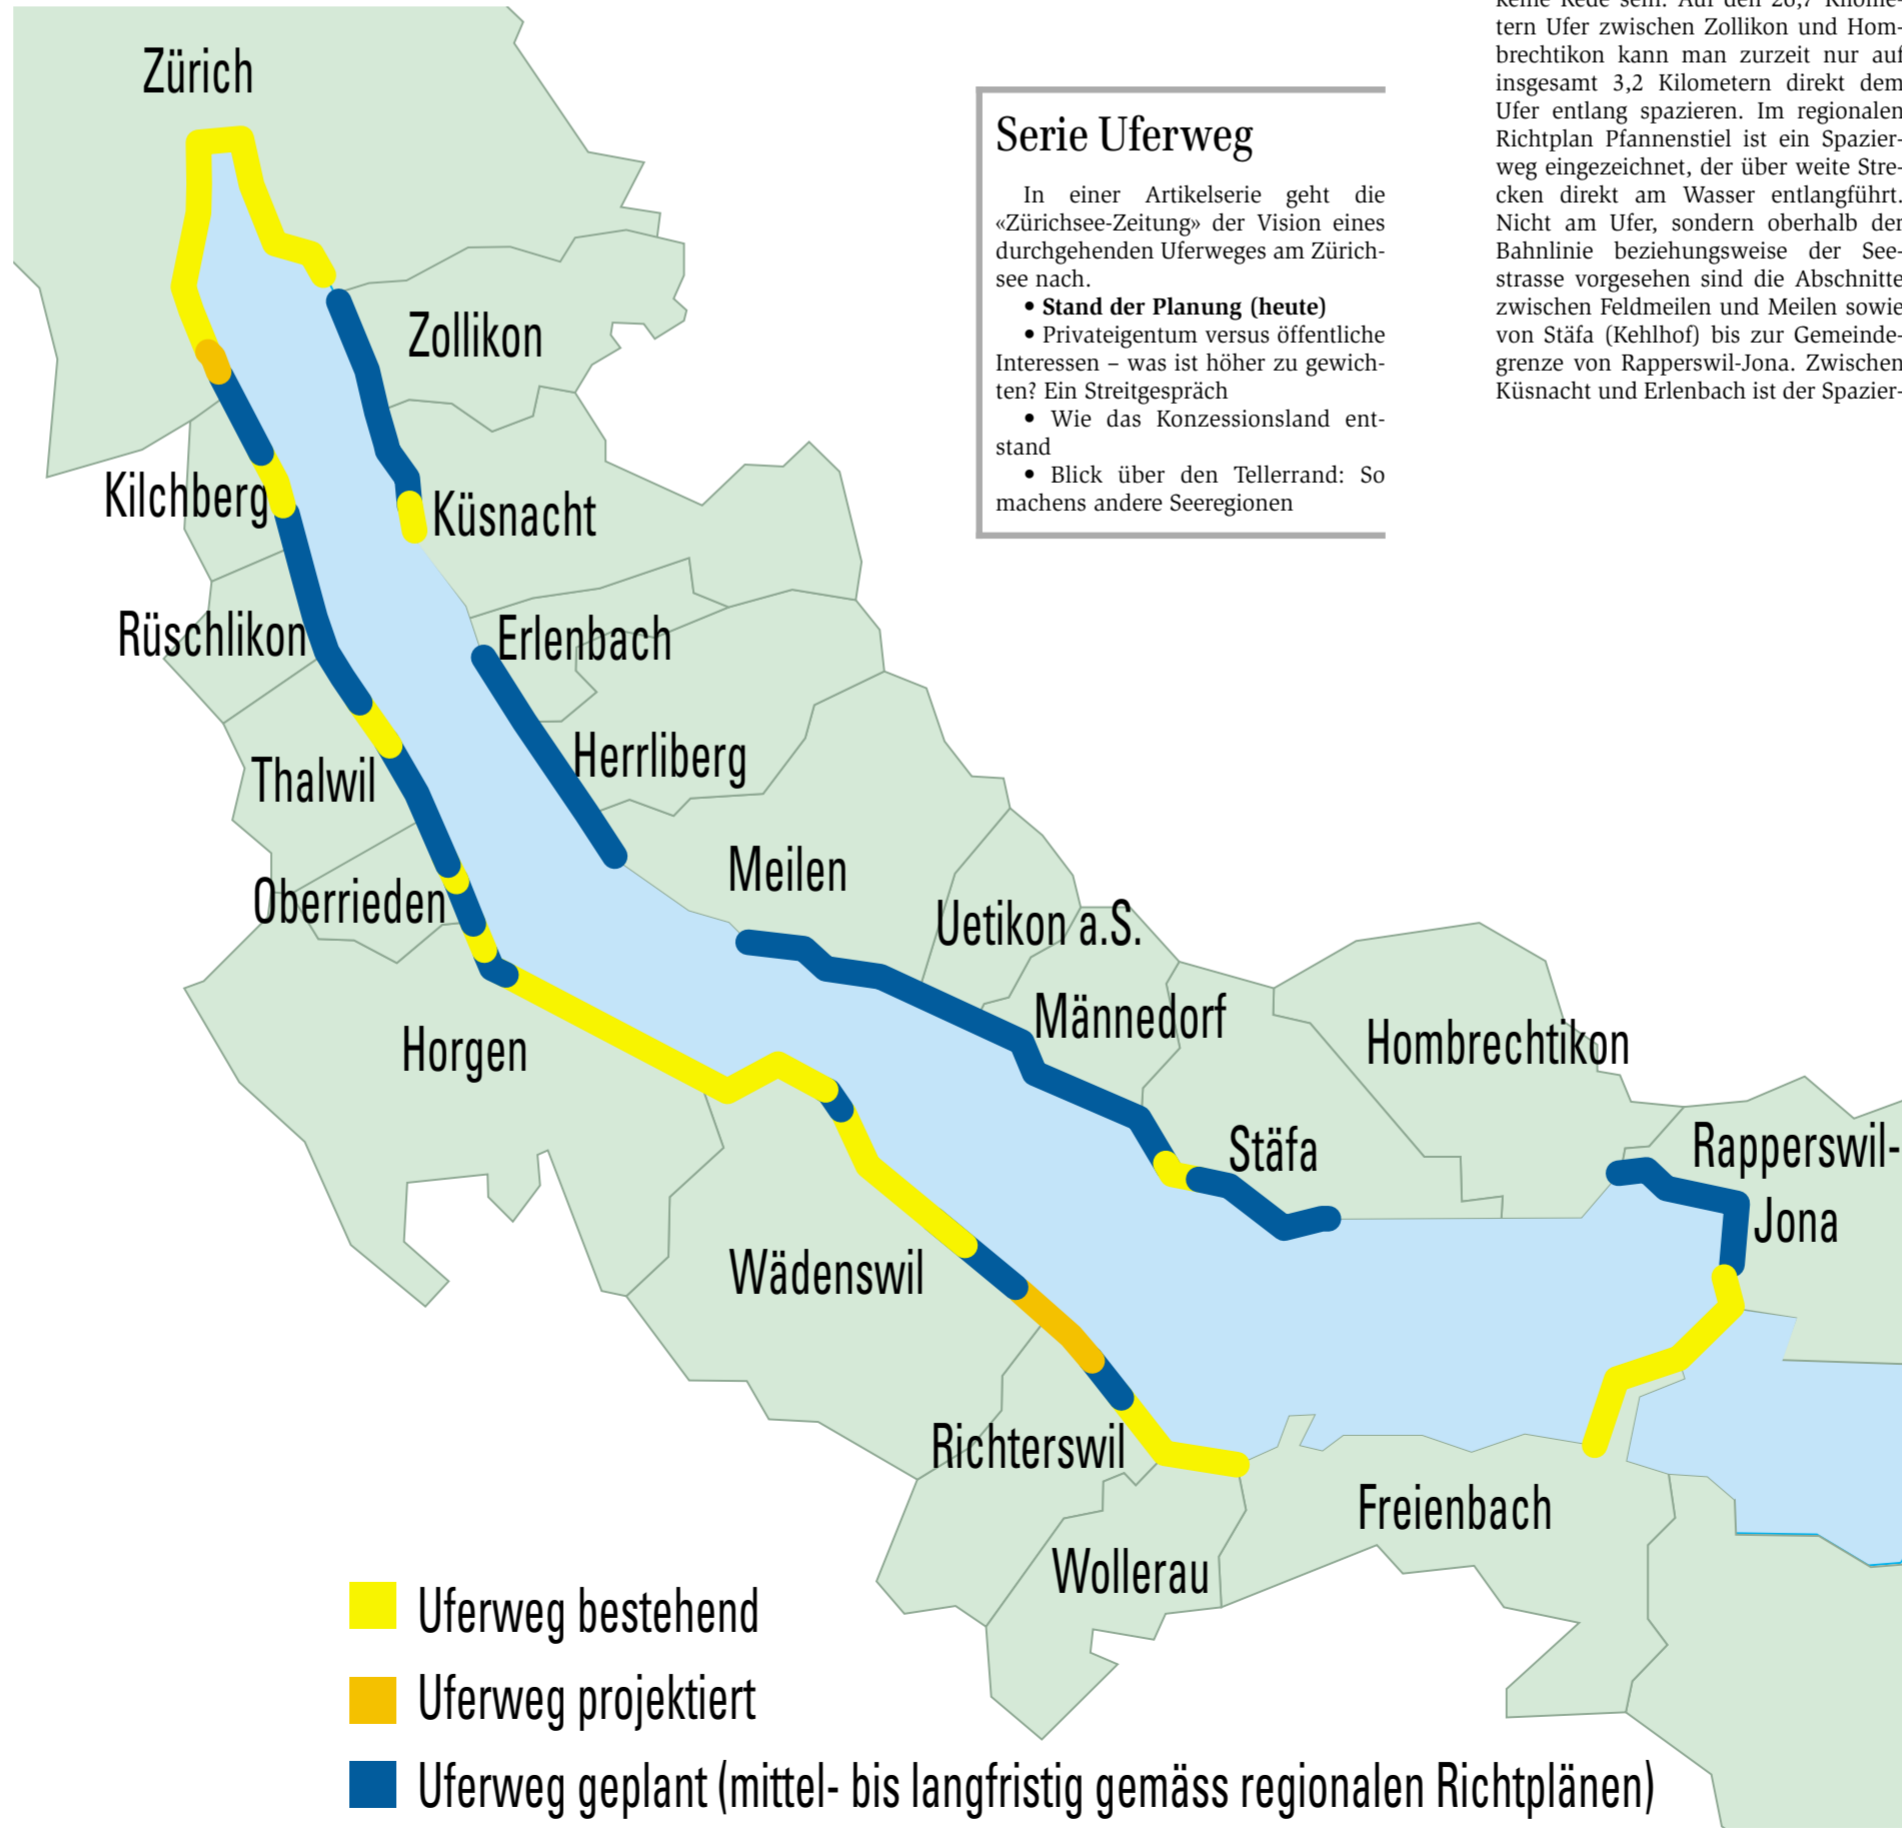 keine Rede sein. Auf den 26,7 Kilome-
tern Ufer zwischen Zollikon und Hom-
brechtikon kann man zurzeit nur auf
insgesamt 3,2 Kilometern direkt dem
Ufer entlang spazieren. Im regionalen
Richtplan Pfannenstiel ist ein Spazier-
weg eingezeichnet, der über weite Stre-
cken direkt am Wasser entlangführt.
Nicht am Ufer, sondern oberhalb der
Bahnlinie beziehungsweise der See-
strasse vorgesehen sind die Abschnitte
zwischen Feldmeilen und Meilen sowie
von Stäfa (Kehlhof) bis zur Gemeinde-
grenze von Rapperswil-Jona. Zwischen
Küsnacht und Erlenbach ist der Spazier-
Serie Uferweg
In einer Artikelserie geht die
«Zürichsee-Zeitung» der Vision eines
durchgehenden Uferweges am Zürich-
see nach.
• Stand der Planung (heute)
• Privateigentum versus öffentliche
Interessen – was ist höher zu gewich-
ten? Ein Streitgespräch
• Wie das Konzessionsland ent-
stand
• Blick über den Tellerrand: So
machens andere Seeregionen
Zürich
Zollikon
Kilchberg
Küsnacht
Rüschlikon
Erlenbach
Herrliberg
Thalwil
Meilen
Oberrieden
Uetikon a.S.
Männedorf
Horgen
Hombrechtikon
Stäfa
Rapperswil-
Jona
Wädenswil
Richterswil
Freienbach
Wollerau
Uferweg bestehend
Uferweg projektiert
Uferweg geplant (mittel- bis langfristig gemäss regionalen Richtplänen)